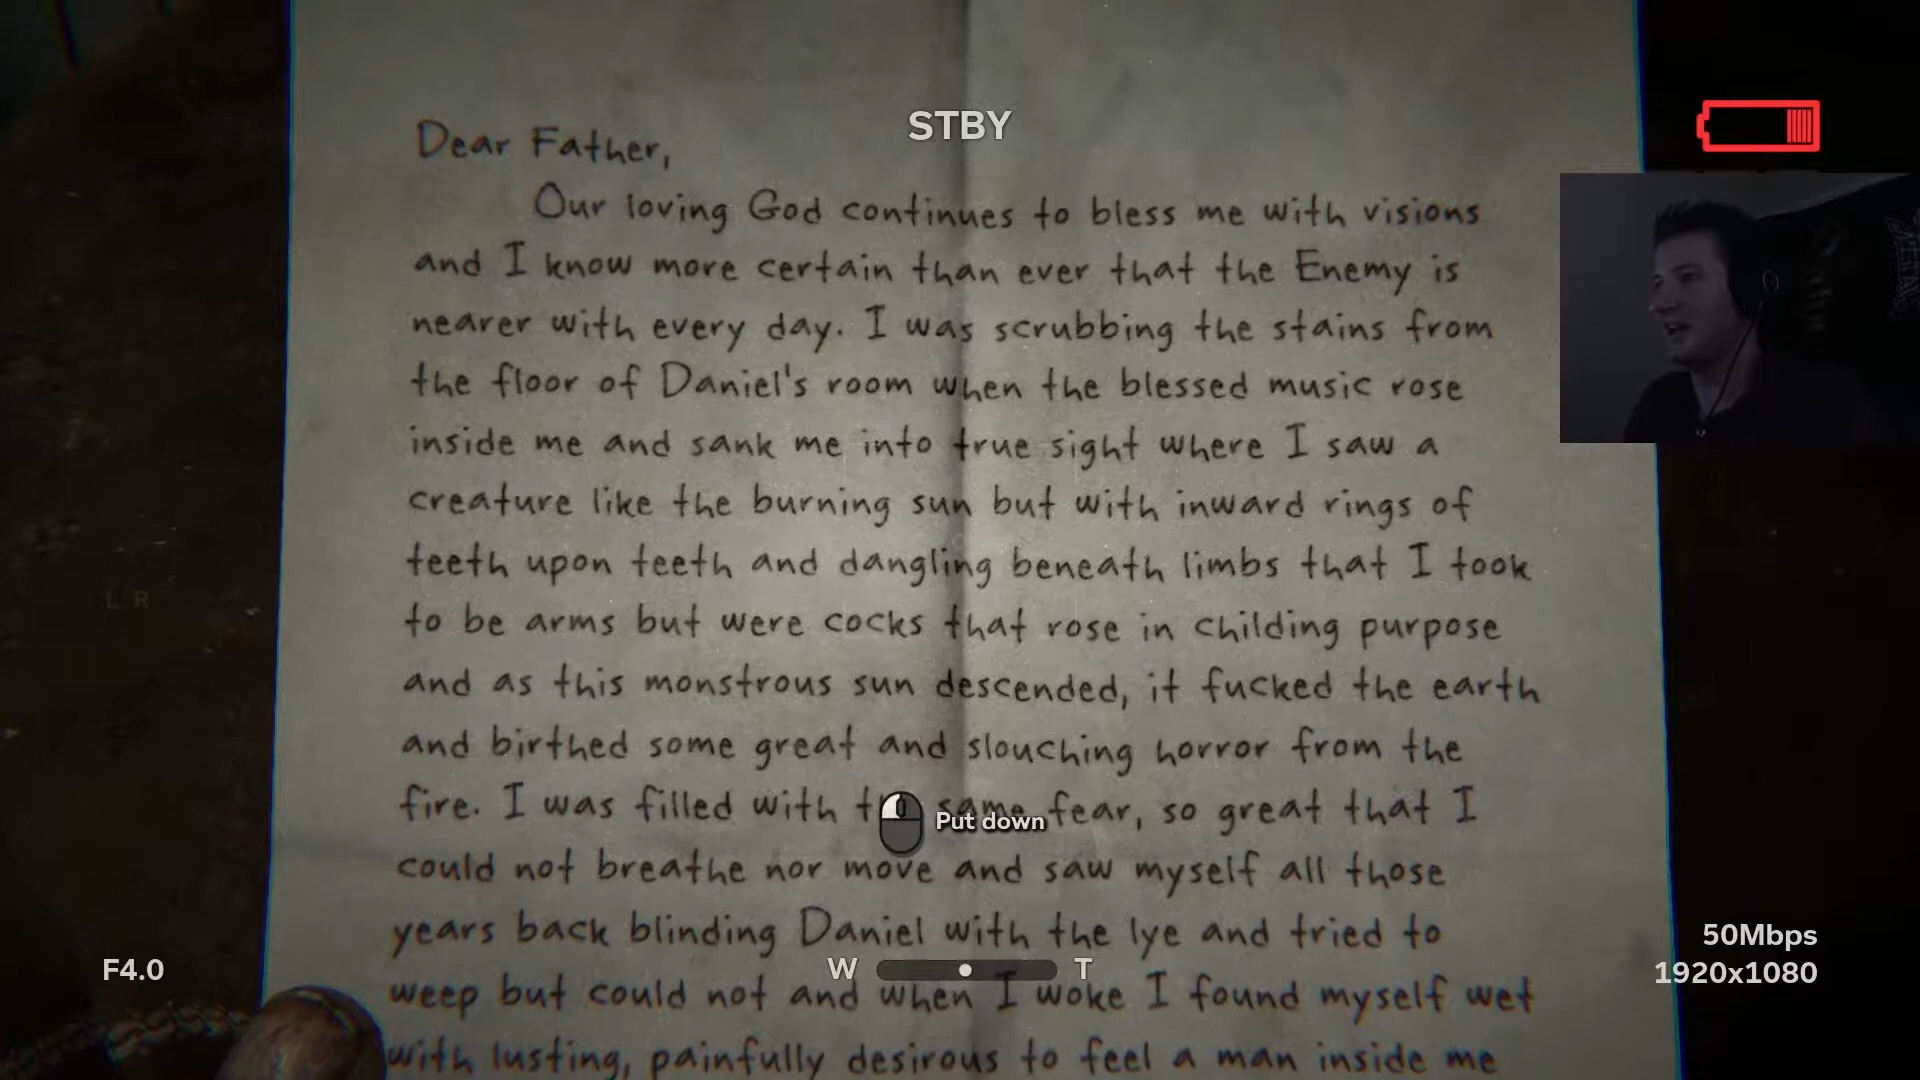 STBY
Dear Father,
Our loving God continues to bless me with visions
and I know more certain than ever that the Enemy is
nearer with every day. I was scrubbing the stains from
the floor of Daniel's room when the blessed music rose
inside me and sank me into true sight where I saw a
creature like the burning sun but with inward rings of
teeth upon teeth and dangling beneath limbs that I took
to be arms but were cocks that rose in childing purpose
and as this monstrous sun descended, it fucked the earth
and birthed some great and slouching horror from the
fire. I was filled with same fear, so great that I
Put down
could not breathe nor move and saw myself all those
years back blinding Daniel with the lye and tried to
weep but could not and when I woke I found myself wet
with lusting, painfully desirous to feel a man inside me
L R
F4.0
W T
50Mbps
1920x1080